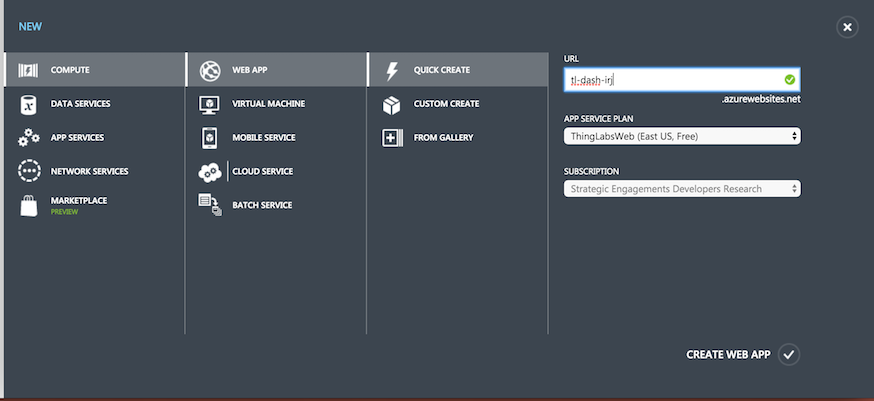 NEW
COMPUTE
DATA SERVICES
APP SERVICES
NETWORK SERVICES
MARKETPLACE
PREVIEW
WEB APP
VIRTUAL MACHINE
MOBILE SERVICE
CLOUD SERVICE
BATCH SERVICE
QUICK CREATE
CUSTOM CREATE
FROM GALLERY
URL
tl-dash-irj
.azurewebsites.net
APP SERVICE PLAN
ThingLabsWeb (East US, Free)
SUBSCRIPTION
Strategic Engagements Developers Research
CREATE WEB APP